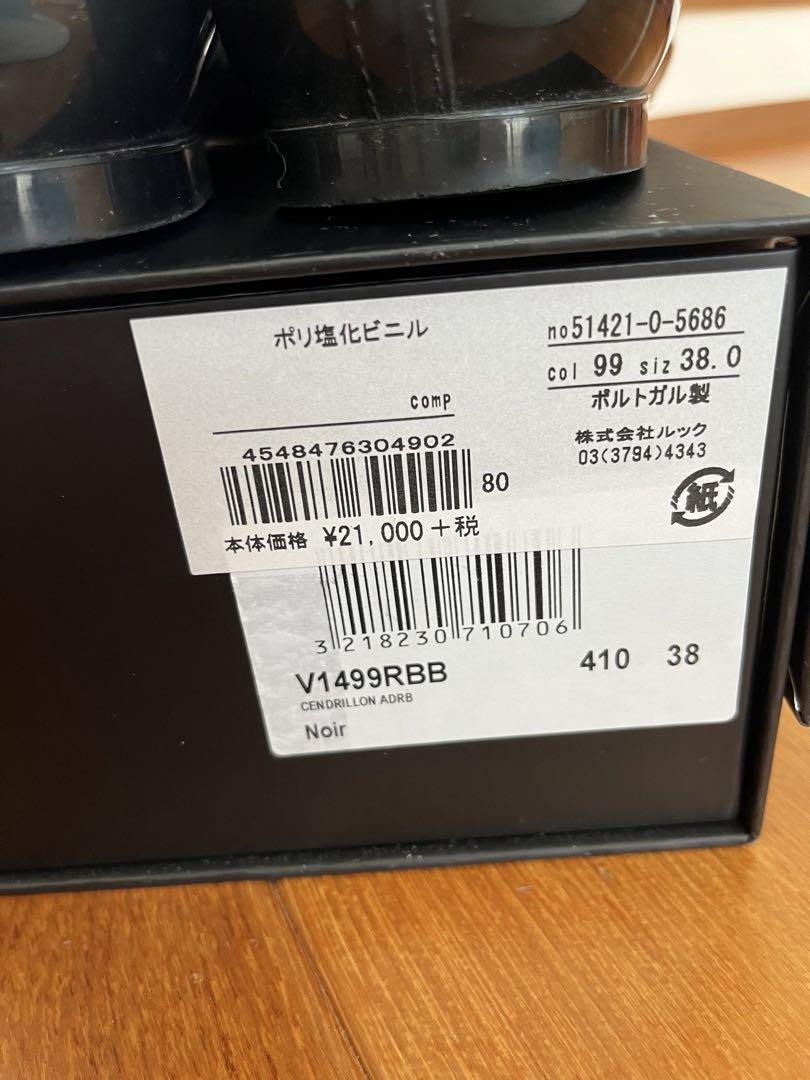 ポリ塩化ビニル
no51421-0-5686
col 99 siz 38.0
ポルトガル製
comp
株式会社ルック
03(3794)4343
4548476304902
80
紙
本体価格 ¥21,000+税
3 218230 710706
V1499RBB 410 38
CENDRILLON ADRB
Noir